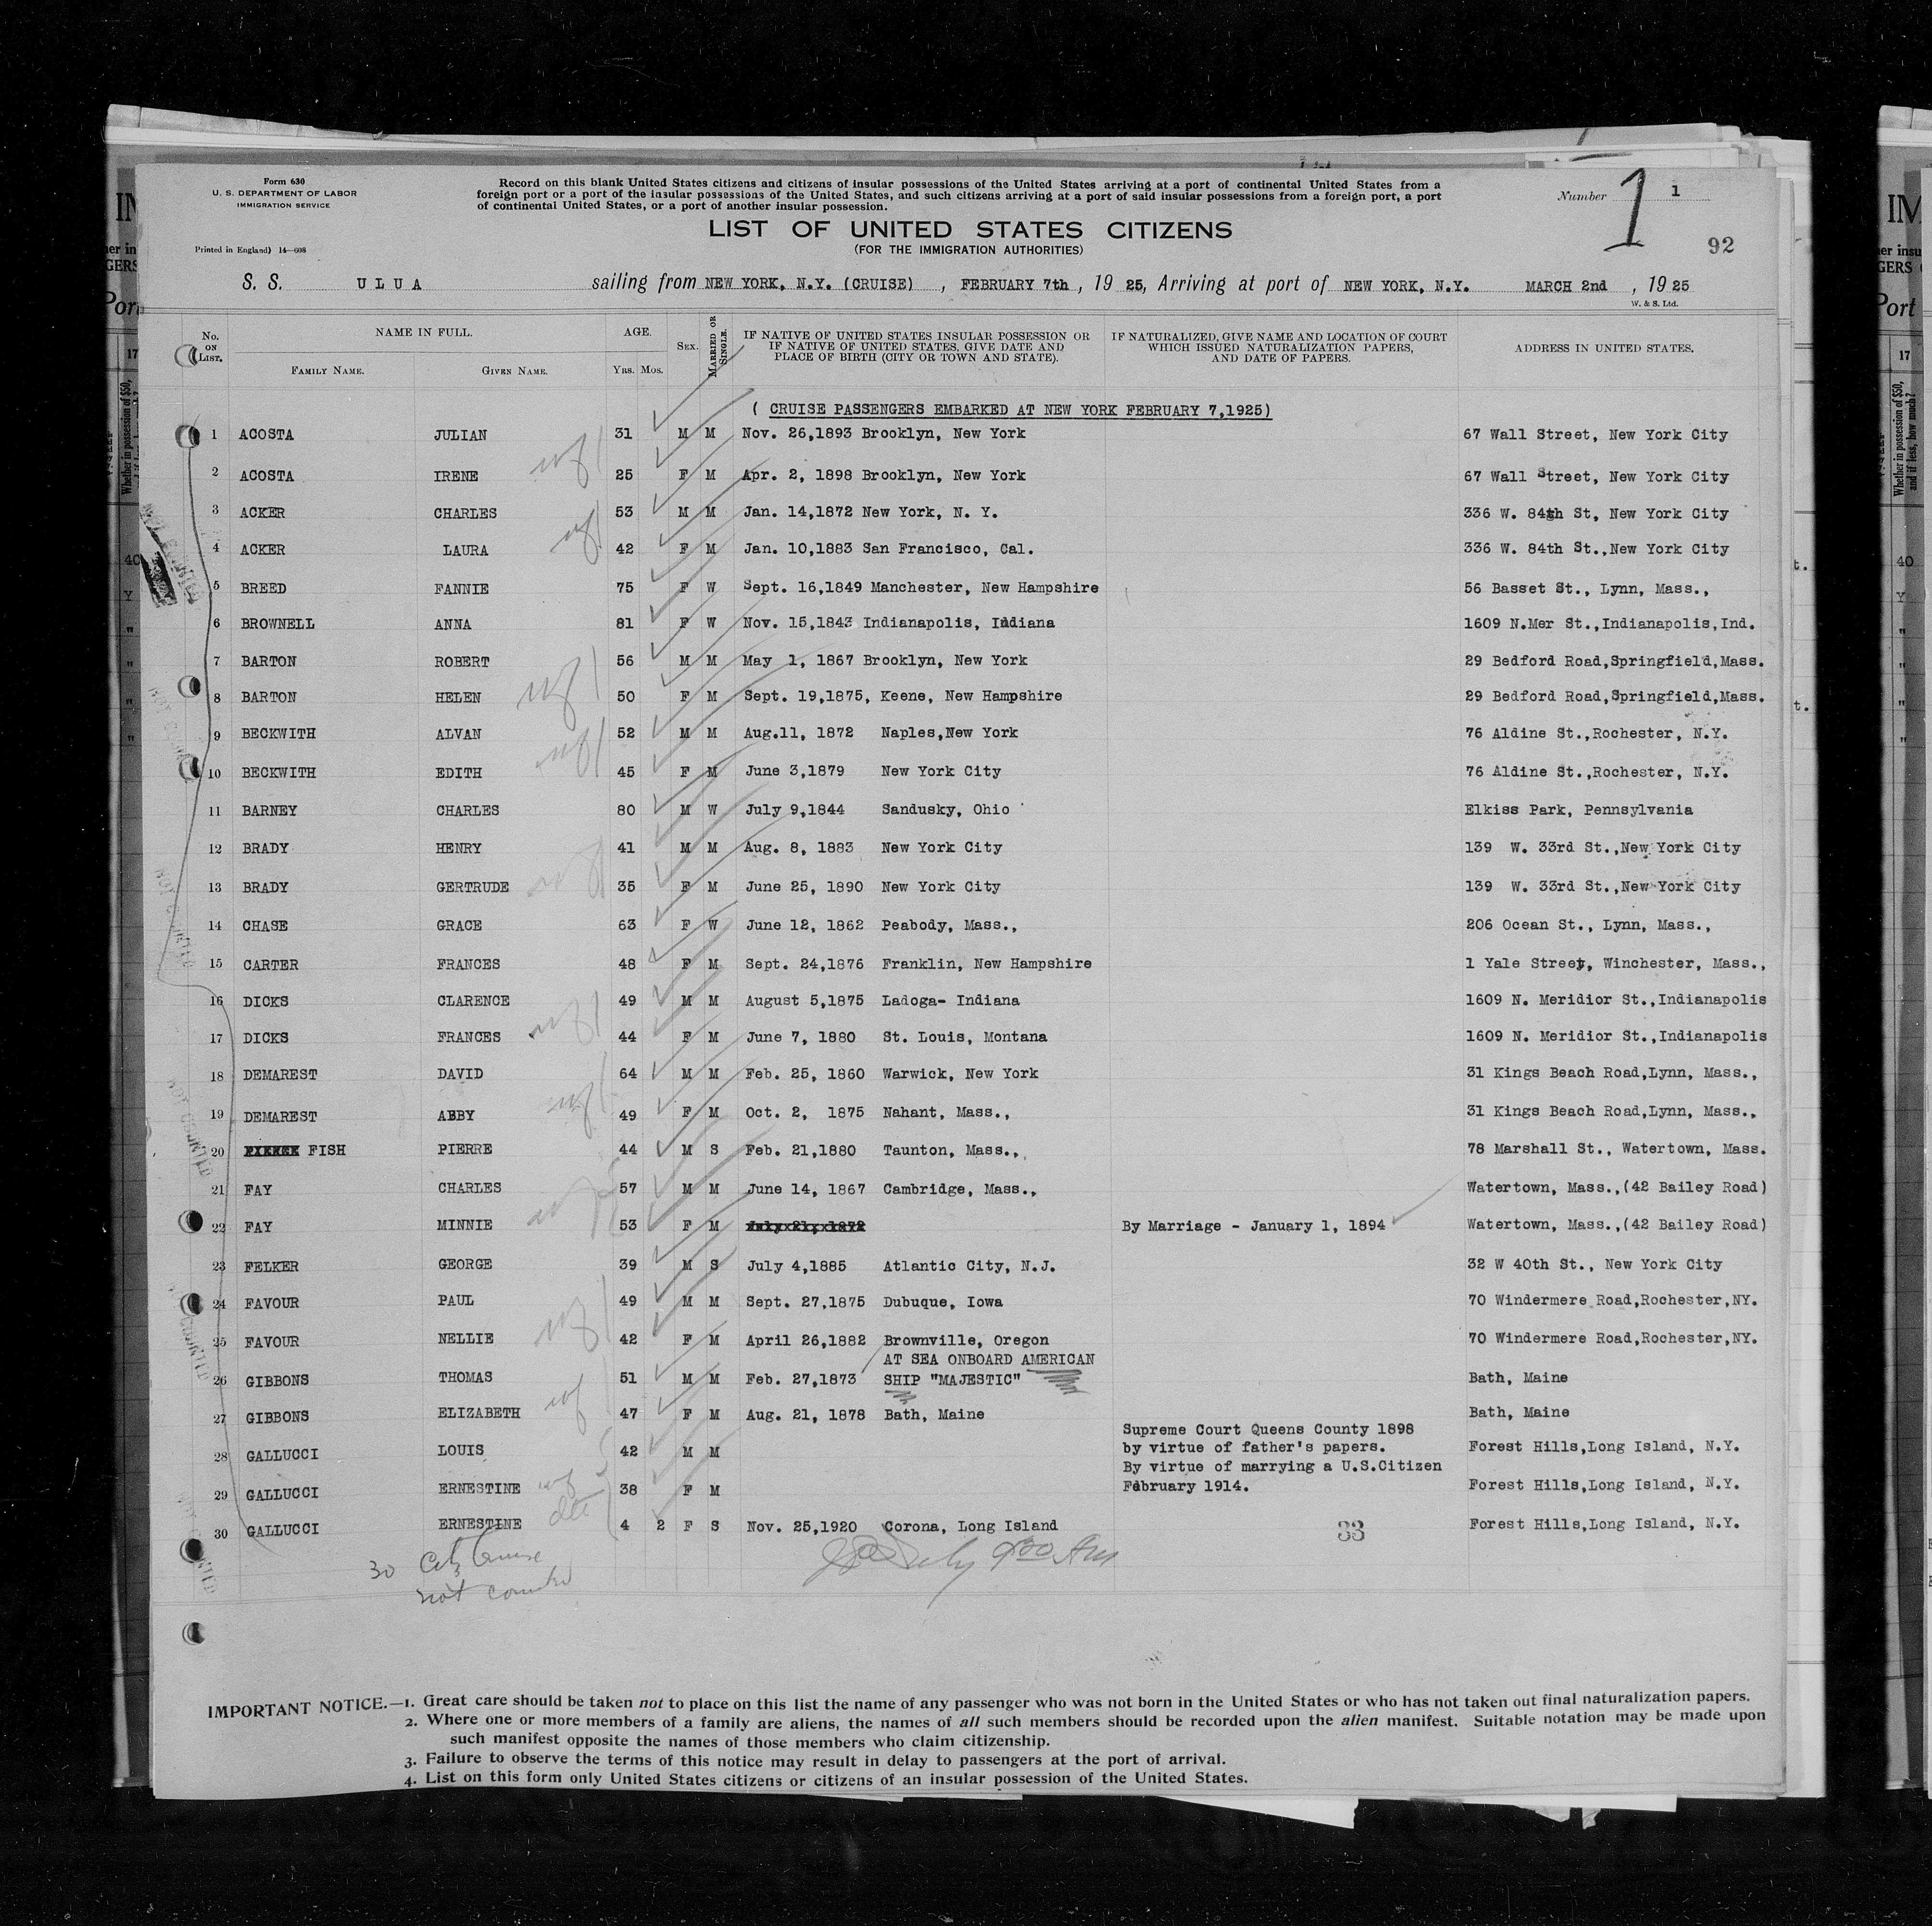 Form 630
U. S. DEPARTMENT OF LABOR
IMMIGRATION SERVICE
Printed in England) 14—608
Record on this blank United States citizens and citizens of insular possessions of the United States arriving at a port of continental United States from a
foreign port or a port of the insular possessions of the United States, and such citizens arriving at a port of said insular possessions from a foreign port, a port
of continental United States, or a port of another insular possession.
Number 1 1
92
LIST OF UNITED STATES CITIZENS
(FOR THE IMMIGRATION AUTHORITIES)
S. S. ULUA sailing from NEW YORK, N.Y. (CRUISE) , FEBRUARY 7th , 19 25, Arriving at port of NEW YORK, N.Y. MARCH 2nd , 19 25
W. & S. Ltd.
No. ON LIST. NAME IN FULL. AGE. SEX. MARRIED OR SINGLE. IF NATIVE OF UNITED STATES INSULAR POSSESSION OR IF NATIVE OF UNITED STATES, GIVE DATE AND PLACE OF BIRTH (CITY OR TOWN AND STATE). IF NATURALIZED, GIVE NAME AND LOCATION OF COURT WHICH ISSUED NATURALIZATION PAPERS, AND DATE OF PAPERS. ADDRESS IN UNITED STATES.
FAMILY NAME. GIVEN NAME. Yrs. Mos.
( CRUISE PASSENGERS EMBARKED AT NEW YORK FEBRUARY 7,1925)
1 ACOSTA JULIAN 31 M M Nov. 26,1893 Brooklyn, New York 67 Wall Street, New York City
2 ACOSTA IRENE wf 25 F M Apr. 2, 1898 Brooklyn, New York 67 Wall Street, New York City
3 ACKER CHARLES 53 M M Jan. 14,1872 New York, N. Y. 336 W. 84th St, New York City
4 ACKER LAURA wf 42 F M Jan. 10,1883 San Francisco, Cal. 336 W. 84th St.,New York City
5 BREED FANNIE 75 F W Sept. 16,1849 Manchester, New Hampshire 56 Basset St., Lynn, Mass.,
6 BROWNELL ANNA 81 F W Nov. 15,1843 Indianapolis, Indiana 1609 N.Mer St.,Indianapolis,Ind.
7 BARTON ROBERT 56 M M May 1, 1867 Brooklyn, New York 29 Bedford Road,Springfield,Mass.
8 BARTON HELEN wf 50 F M Sept. 19,1875, Keene, New Hampshire 29 Bedford Road,Springfield,Mass.
9 BECKWITH ALVAN 52 M M Aug.11, 1872 Naples,New York 76 Aldine St.,Rochester, N.Y.
10 BECKWITH EDITH wf 45 F M June 3,1879 New York City 76 Aldine St.,Rochester, N.Y.
11 BARNEY CHARLES 80 M W July 9,1844 Sandusky, Ohio Elkiss Park, Pennsylvania
12 BRADY HENRY 41 M M Aug. 8, 1883 New York City 139 W. 33rd St.,New York City
13 BRADY GERTRUDE wf 35 F M June 25, 1890 New York City 139 W. 33rd St.,New York City
14 CHASE GRACE 63 F W June 12, 1862 Peabody, Mass., 206 Ocean St., Lynn, Mass.,
15 CARTER FRANCES 48 F M Sept. 24,1876 Franklin, New Hampshire 1 Yale Street, Winchester, Mass.,
16 DICKS CLARENCE 49 M M August 5,1875 Ladoga- Indiana 1609 N. Meridior St.,Indianapolis
17 DICKS FRANCES wf 44 F M June 7, 1880 St. Louis, Montana 1609 N. Meridior St.,Indianapolis
18 DEMAREST DAVID 64 M M Feb. 25, 1860 Warwick, New York 31 Kings Beach Road,Lynn, Mass.,
19 DEMAREST ABBY wf 49 F M Oct. 2, 1875 Nahant, Mass., 31 Kings Beach Road,Lynn, Mass.,
20 FISH PIERRE 44 M S Feb. 21,1880 Taunton, Mass., 78 Marshall St., Watertown, Mass.
21 FAY CHARLES 57 M M June 14, 1867 Cambridge, Mass., Watertown, Mass.,(42 Bailey Road)
22 FAY MINNIE wf 53 F M July 21, 1872 By Marriage - January 1, 1894 Watertown, Mass.,(42 Bailey Road)
23 FELKER GEORGE 39 M S July 4,1885 Atlantic City, N.J. 32 W 40th St., New York City
24 FAVOUR PAUL 49 M M Sept. 27,1875 Dubuque, Iowa 70 Windermere Road,Rochester,NY.
25 FAVOUR NELLIE wf 42 F M April 26,1882 Brownville, Oregon 70 Windermere Road,Rochester,NY.
AT SEA ONBOARD AMERICAN
26 GIBBONS THOMAS 51 M M Feb. 27,1873 SHIP "MAJESTIC" Bath, Maine
27 GIBBONS ELIZABETH wf 47 F M Aug. 21, 1878 Bath, Maine Bath, Maine
Supreme Court Queens County 1898
28 GALLUCCI LOUIS 42 M M by virtue of father's papers. Forest Hills,Long Island, N.Y.
By virtue of marrying a U.S.Citizen
29 GALLUCCI ERNESTINE wf 38 F M February 1914. Forest Hills,Long Island, N.Y.
30 GALLUCCI ERNESTINE 4 2 F S Nov. 25,1920 Corona, Long Island 33 Forest Hills,Long Island, N.Y.
30
not
IMPORTANT NOTICE.—1. Great care should be taken not to place on this list the name of any passenger who was not born in the United States or who has not taken out final naturalization papers.
2. Where one or more members of a family are aliens, the names of all such members should be recorded upon the alien manifest. Suitable notation may be made upon
such manifest opposite the names of those members who claim citizenship.
3. Failure to observe the terms of this notice may result in delay to passengers at the port of arrival.
4. List on this form only United States citizens or citizens of an insular possession of the United States.